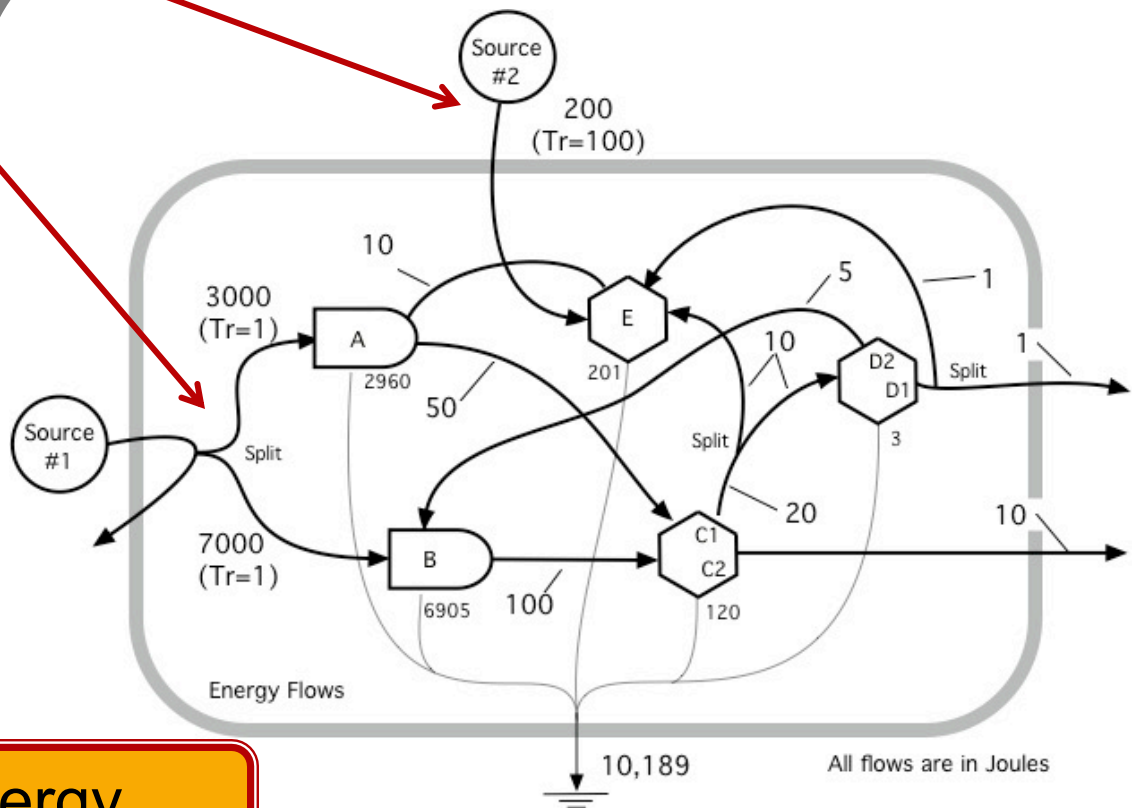 Source
#2
200
(Tr=100)
10
3000
(Tr=1)
A
2960
E
201
5
1
1
10
D2
D1
Split
3
50
Source
#1
Split
Split
20
7000
(Tr=1)
B
6905
100
C1
C2
120
10
Energy Flows
10,189
All flows are in Joules